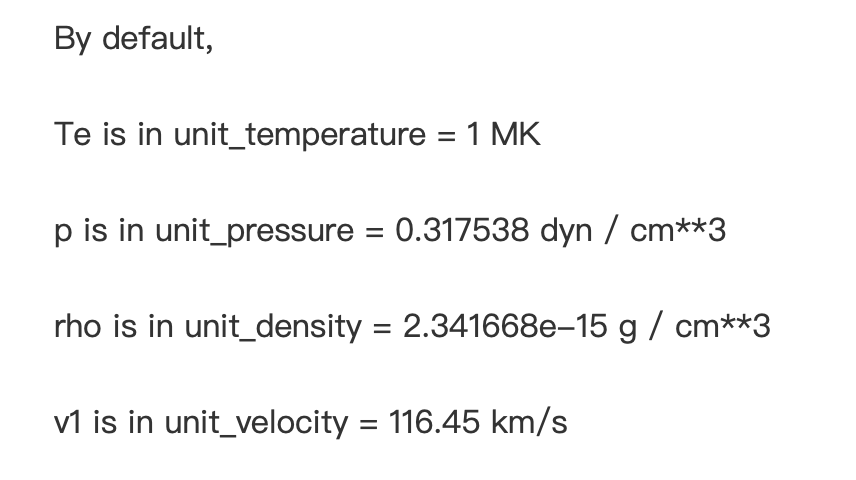 By default,
Te is in unit_temperature = 1 MK
p is in unit_pressure = 0.317538 dyn / cm**3
rho is in unit_density = 2.341668e–15 g / cm**3
v1 is in unit_velocity = 116.45 km/s